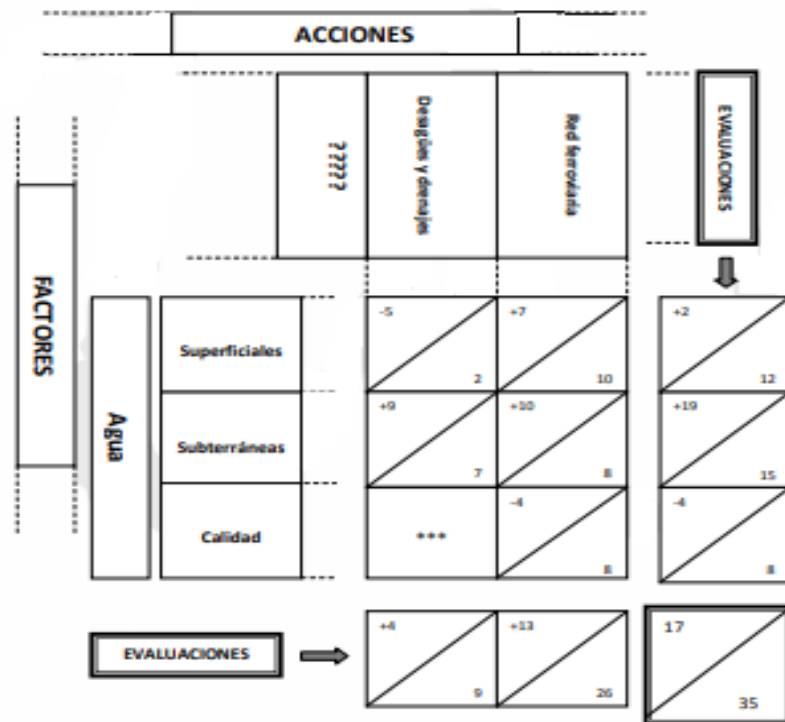 ACCIONES
?????
Desagües y drenajes
Red ferroviaria
EVALUACIONES
FACTORES
Agua
Superficiales
-5
2
+7
10
+2
12
Subterráneas
+9
7
+10
8
+19
15
Calidad
***
-4
8
-4
8
EVALUACIONES
+4
9
+13
26
17
35